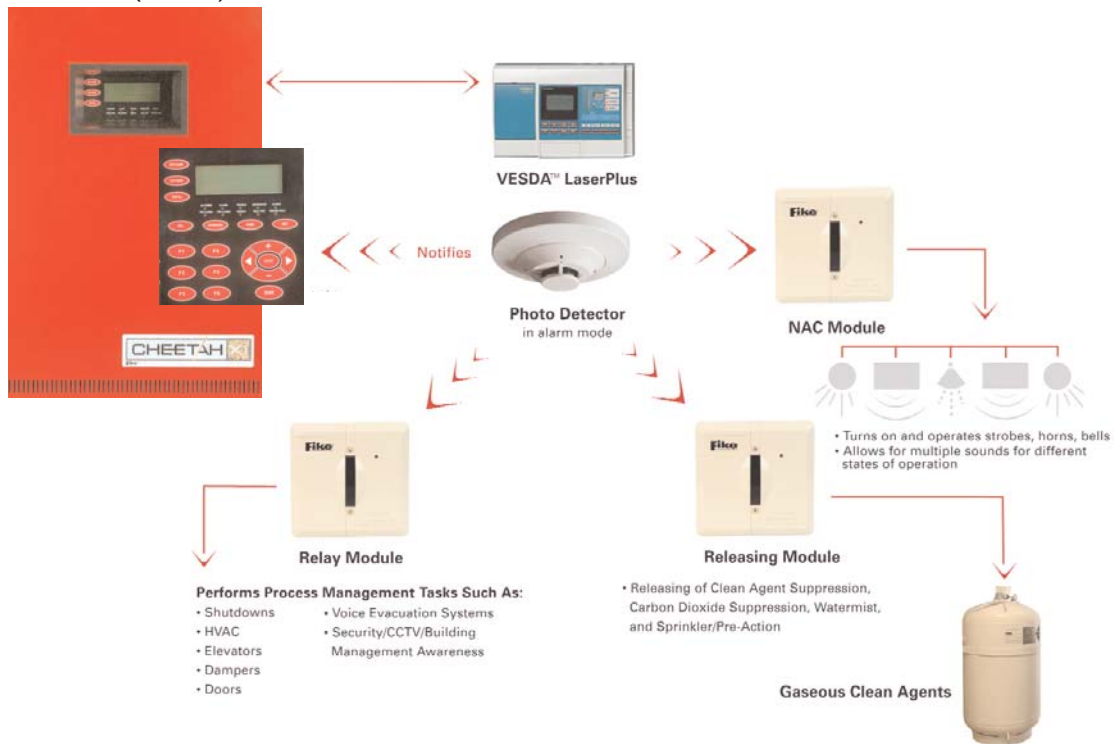 VESDA™ LaserPlus
Notifies
Photo Detector
in alarm mode
Fike
NAC Module
CHEETAH Xi
• Turns on and operates strobes, horns, bells
• Allows for multiple sounds for different
states of operation
Fike
Relay Module
Fike
Releasing Module
Performs Process Management Tasks Such As:
• Shutdowns
• HVAC
• Elevators
• Dampers
• Doors
• Voice Evacuation Systems
• Security/CCTV/Building
Management Awareness
• Releasing of Clean Agent Suppression,
Carbon Dioxide Suppression, Watermist,
and Sprinkler/Pre-Action
Gaseous Clean Agents